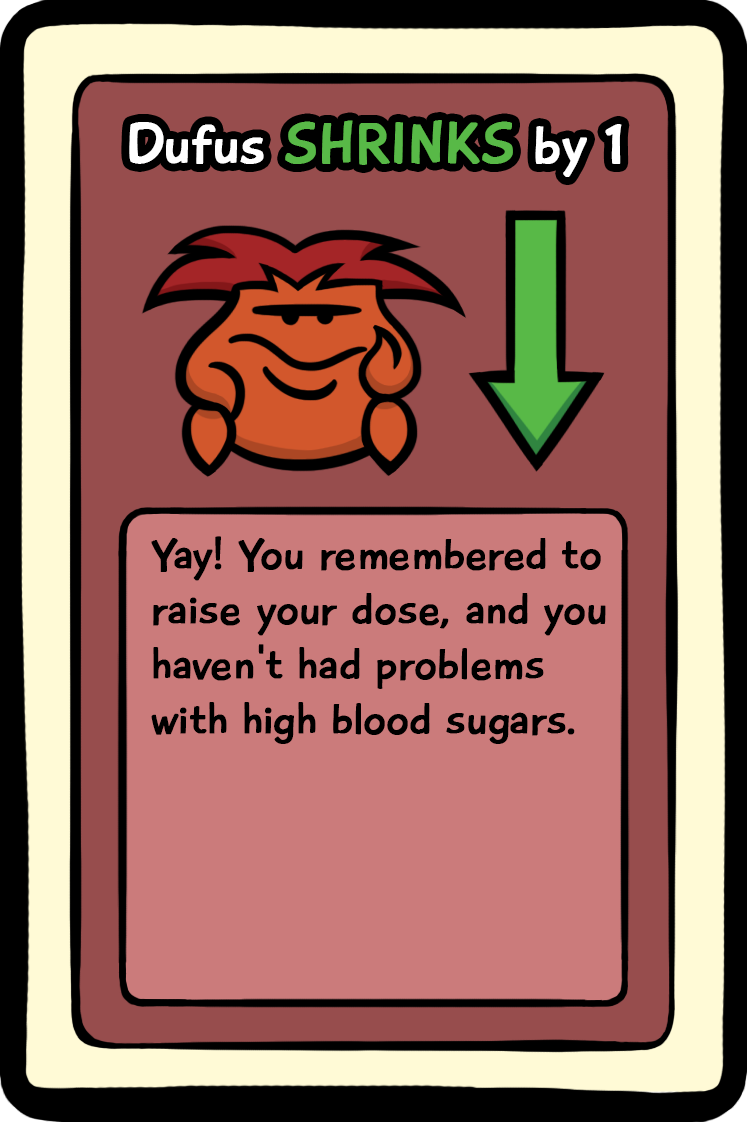 Dufus SHRINKS by 1
Yay! You remembered to
raise your dose, and you
haven't had problems
with high blood sugars.